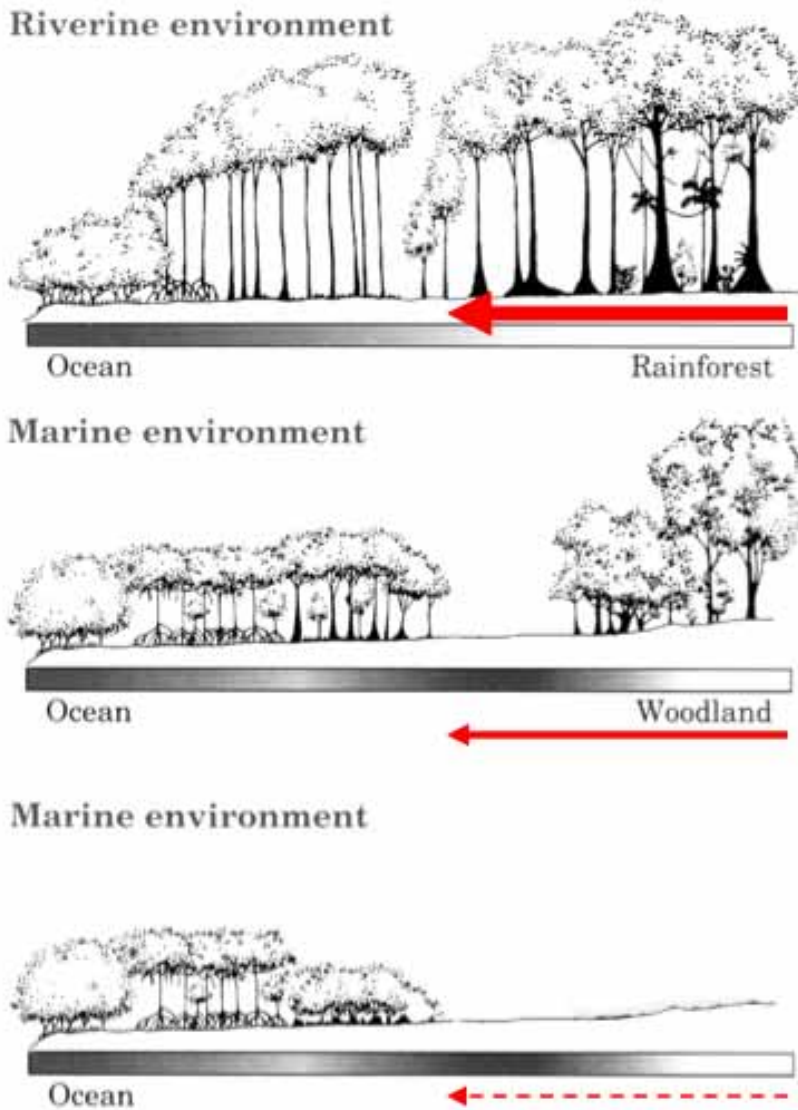 Riverine environment
Ocean Rainforest
Marine environment
Ocean Woodland
Marine environment
Ocean